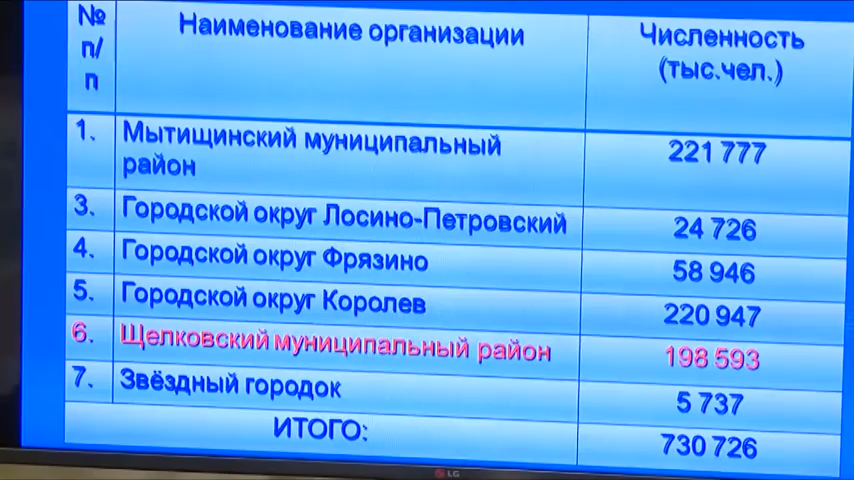 № п/п Наименование организации Численность (тыс.чел.)
1. Мытищинский муниципальный район 221 777
3. Городской округ Лосино-Петровский 24 726
4. Городской округ Фрязино 58 946
5. Городской округ Королев 220 947
6. Щелковский муниципальный район 198 593
7. Звёздный городок 5 737
ИТОГО: 730 726
LG